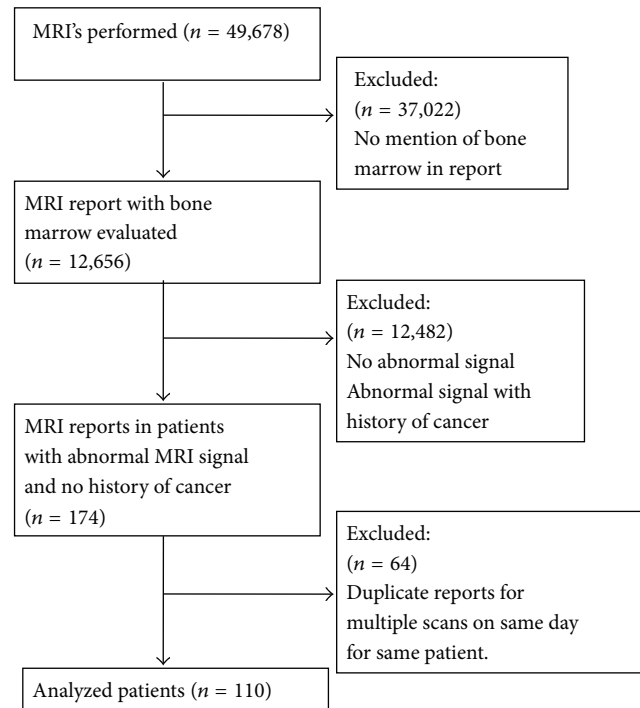 MRI's performed (n = 49,678)
Excluded:
(n = 37,022)
No mention of bone
marrow in report
MRI report with bone
marrow evaluated
(n = 12,656)
Excluded:
(n = 12,482)
No abnormal signal
Abnormal signal with
history of cancer
MRI reports in patients
with abnormal MRI signal
and no history of cancer
(n = 174)
Excluded:
(n = 64)
Duplicate reports for
multiple scans on same day
for same patient.
Analyzed patients (n = 110)